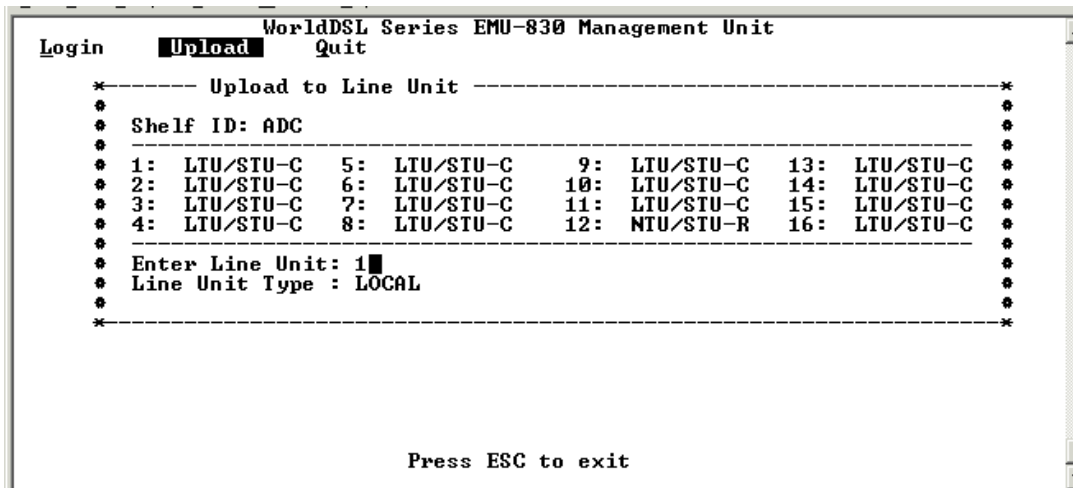 WorldDSL Series EMU-830 Management Unit
Login Upload Quit
Upload to Line Unit
Shelf ID: ADC
1: LTU/STU-C 5: LTU/STU-C 9: LTU/STU-C 13: LTU/STU-C
2: LTU/STU-C 6: LTU/STU-C 10: LTU/STU-C 14: LTU/STU-C
3: LTU/STU-C 7: LTU/STU-C 11: LTU/STU-C 15: LTU/STU-C
4: LTU/STU-C 8: LTU/STU-C 12: NTU/STU-R 16: LTU/STU-C
Enter Line Unit: 1
Line Unit Type : LOCAL
Press ESC to exit